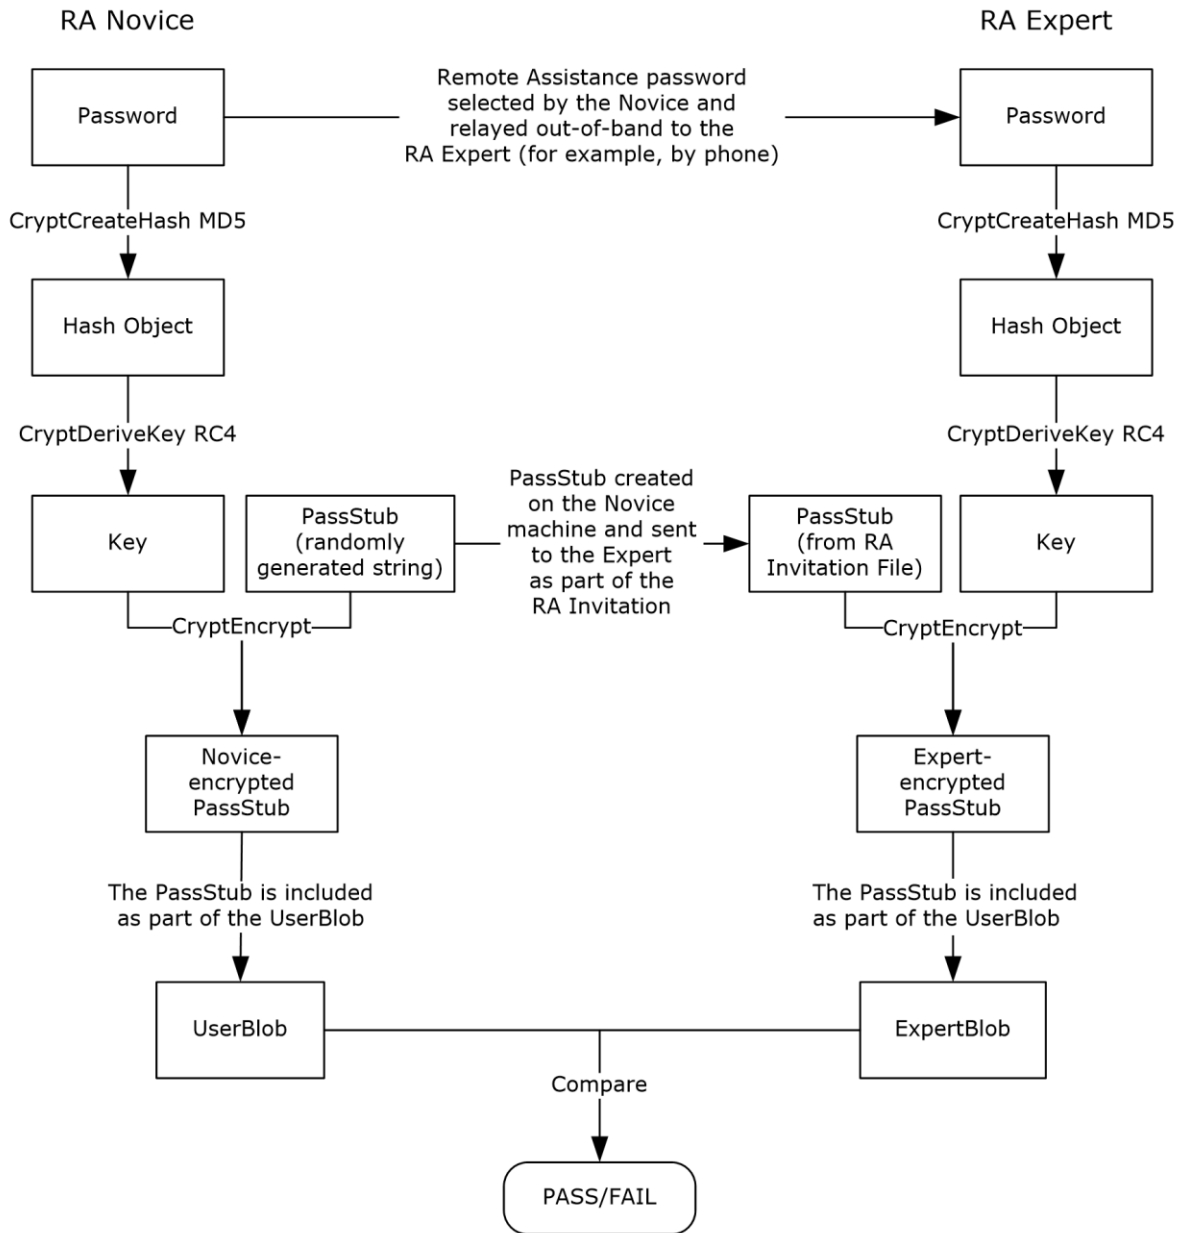 RA Novice
RA Expert
Password
Remote Assistance password
selected by the Novice and
relayed out-of-band to the
RA Expert (for example, by phone)
Password
CryptCreateHash MD5
CryptCreateHash MD5
Hash Object
Hash Object
CryptDeriveKey RC4
CryptDeriveKey RC4
Key
PassStub
(randomly
generated string)
PassStub created
on the Novice
machine and sent
to the Expert
as part of the
RA Invitation
PassStub
(from RA
Invitation File)
Key
CryptEncrypt
CryptEncrypt
Novice-
encrypted
PassStub
Expert-
encrypted
PassStub
The PassStub is included
as part of the UserBlob
The PassStub is included
as part of the UserBlob
UserBlob
ExpertBlob
Compare
PASS/FAIL